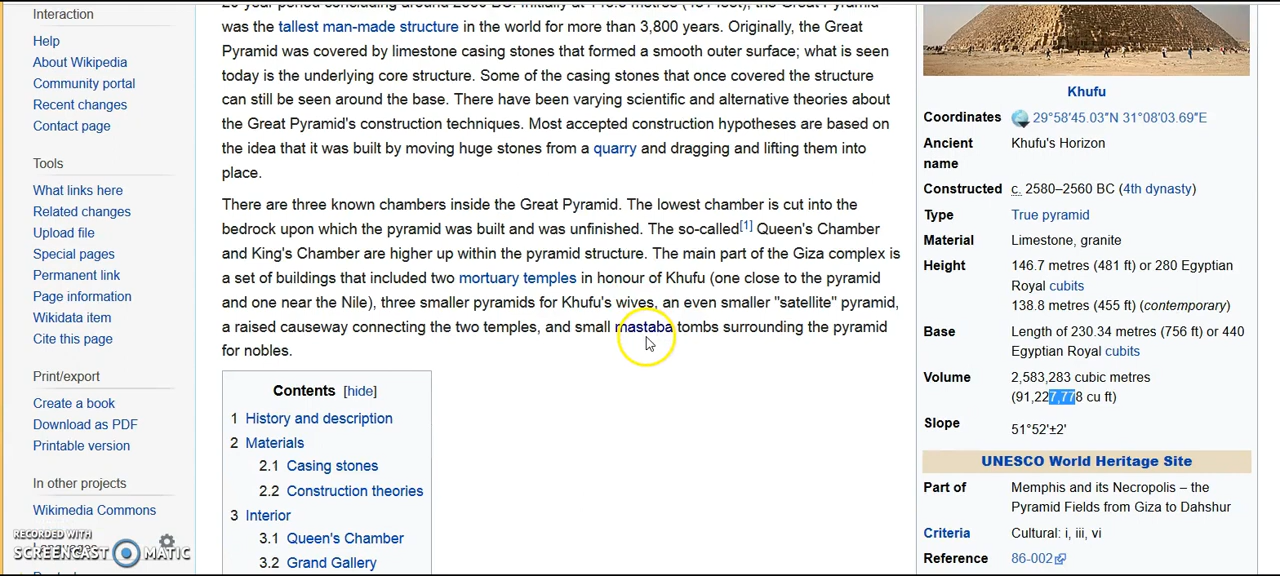 Interaction
Help
About Wikipedia
Community portal
Recent changes
Contact page
Tools
What links here
Related changes
Upload file
Special pages
Permanent link
Page information
Wikidata item
Cite this page
Print/export
Create a book
Download as PDF
Printable version
In other projects
Wikimedia Commons
RECORDED WITH
SCREENCAST MATIC
was the tallest man-made structure in the world for more than 3,800 years. Originally, the Great
Pyramid was covered by limestone casing stones that formed a smooth outer surface; what is seen
today is the underlying core structure. Some of the casing stones that once covered the structure
can still be seen around the base. There have been varying scientific and alternative theories about
the Great Pyramid's construction techniques. Most accepted construction hypotheses are based on
the idea that it was built by moving huge stones from a quarry and dragging and lifting them into
place.
There are three known chambers inside the Great Pyramid. The lowest chamber is cut into the
bedrock upon which the pyramid was built and was unfinished. The so-called[1] Queen's Chamber
and King's Chamber are higher up within the pyramid structure. The main part of the Giza complex is
a set of buildings that included two mortuary temples in honour of Khufu (one close to the pyramid
and one near the Nile), three smaller pyramids for Khufu's wives, an even smaller "satellite" pyramid,
a raised causeway connecting the two temples, and small mastaba tombs surrounding the pyramid
for nobles.
Contents [hide]
1 History and description
2 Materials
2.1 Casing stones
2.2 Construction theories
3 Interior
3.1 Queen's Chamber
3.2 Grand Gallery
Khufu
Coordinates 29°58′45.03″N 31°08′03.69″E
Ancient name Khufu's Horizon
Constructed c. 2580–2560 BC (4th dynasty)
Type True pyramid
Material Limestone, granite
Height 146.7 metres (481 ft) or 280 Egyptian
Royal cubits
138.8 metres (455 ft) (contemporary)
Base Length of 230.34 metres (756 ft) or 440
Egyptian Royal cubits
Volume 2,583,283 cubic metres
(91,227,778 cu ft)
Slope 51°52'±2'
UNESCO World Heritage Site
Part of Memphis and its Necropolis – the
Pyramid Fields from Giza to Dahshur
Criteria Cultural: i, iii, vi
Reference 86-002